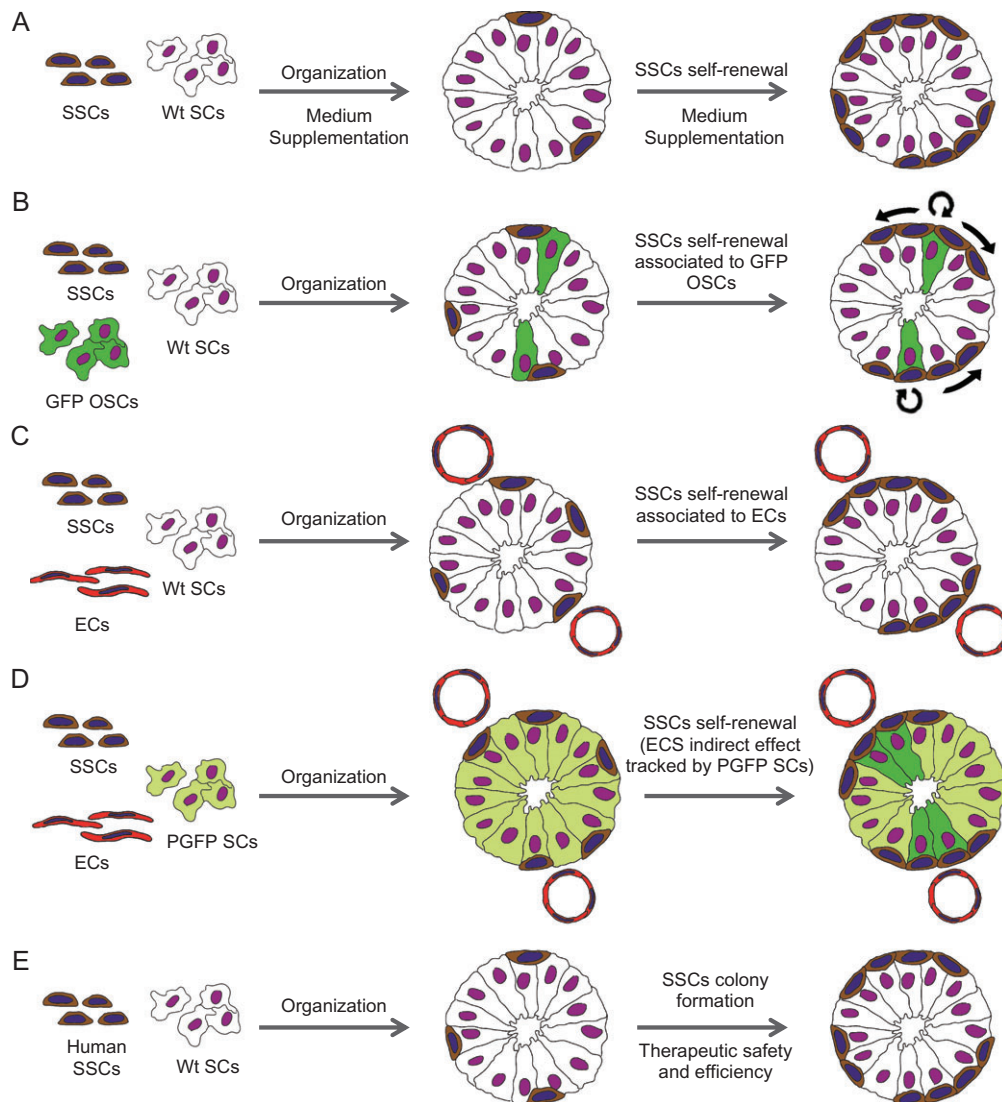 A
SSCs
Wt SCs
Organization
Medium
Supplementation
SSCs self-renewal
Medium
Supplementation
B
SSCs
GFP OSCs
Wt SCs
Organization
SSCs self-renewal
associated to GFP
OSCs
C
SSCs
ECs
Wt SCs
Organization
SSCs self-renewal
associated to ECs
D
SSCs
ECs
PGFP SCs
Organization
SSCs self-renewal
(ECS indirect effect
tracked by PGFP SCs)
E
Human
SSCs
Wt SCs
Organization
SSCs colony
formation
Therapeutic safety
and efficiency